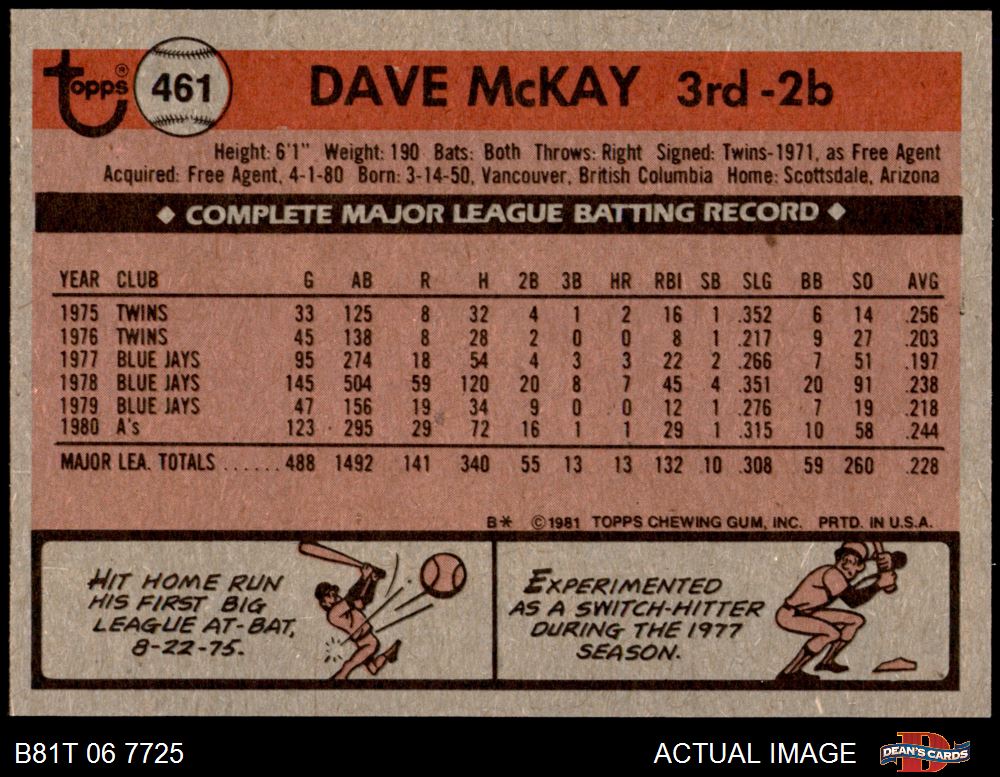 Topps® 461 DAVE McKAY 3rd-2b
Height: 6'1" Weight: 190 Bats: Both Throws: Right Signed: Twins-1971, as Free Agent
Acquired: Free Agent, 4-1-80 Born: 3-14-50, Vancouver, British Columbia Home: Scottsdale, Arizona
◆ COMPLETE MAJOR LEAGUE BATTING RECORD ◆
YEAR CLUB G AB R H 2B 3B HR RBI SB SLG BB SO AVG
1975 TWINS 33 125 8 32 4 1 2 16 1 .352 6 14 .256
1976 TWINS 45 138 8 28 2 0 0 8 1 .217 9 27 .203
1977 BLUE JAYS 95 274 18 54 4 3 3 22 2 .266 7 51 .197
1978 BLUE JAYS 145 504 59 120 20 8 7 45 4 .351 20 91 .238
1979 BLUE JAYS 47 156 19 34 9 0 0 12 1 .276 7 19 .218
1980 A's 123 295 29 72 16 1 1 29 1 .315 10 58 .244
MAJOR LEA. TOTALS ...... 488 1492 141 340 55 13 13 132 10 .308 59 260 .228
B* ©1981 TOPPS CHEWING GUM, INC. PRTD. IN U.S.A.
HIT HOME RUN
HIS FIRST BIG
LEAGUE AT-BAT,
8-22-75.
EXPERIMENTED
AS A SWITCH-HITTER
DURING THE 1977
SEASON.
B81T 06 7725 ACTUAL IMAGE DEAN'S CARDS